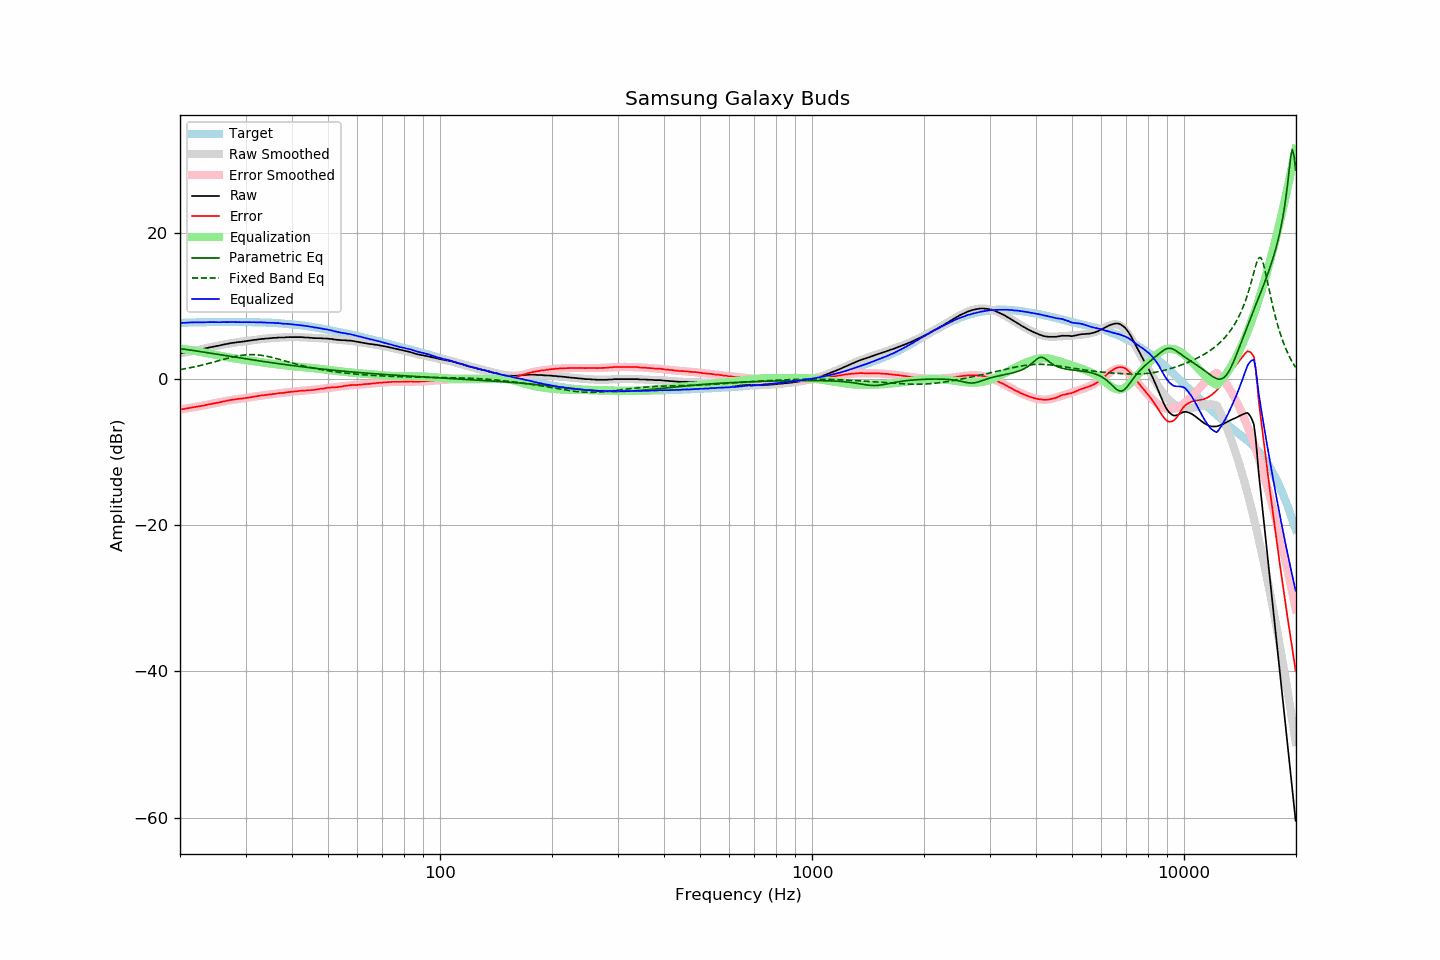 Samsung Galaxy Buds
Target
Raw Smoothed
Error Smoothed
Raw
Error
Equalization
Parametric Eq
Fixed Band Eq
Equalized
20
0
−20
−40
−60
Amplitude (dBr)
100
1000
10000
Frequency (Hz)